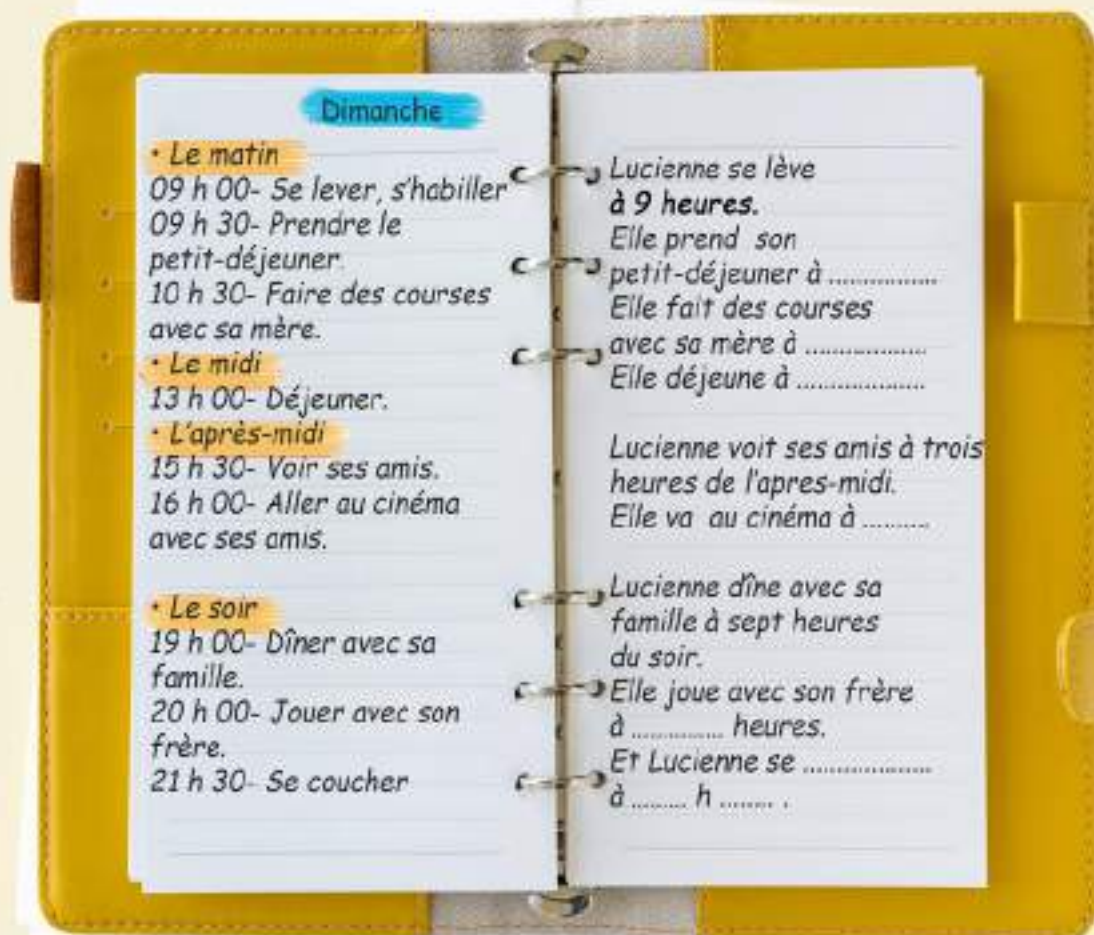 Dimanche
• Le matin
09 h 00- Se lever, s'habiller
09 h 30- Prendre le
petit-déjeuner.
10 h 30- Faire des courses
avec sa mère.
• Le midi
13 h 00- Déjeuner.
• L'après-midi
15 h 30- Voir ses amis.
16 h 00- Aller au cinéma
avec ses amis.
• Le soir
19 h 00- Dîner avec sa
famille.
20 h 00- Jouer avec son
frère.
21 h 30- Se coucher
Lucienne se lève
à 9 heures.
Elle prend son
petit-déjeuner à ................
Elle fait des courses
avec sa mère à ..................
Elle déjeune à ...................
Lucienne voit ses amis à trois
heures de l'apres-midi.
Elle va au cinéma à ..........
Lucienne dîne avec sa
famille à sept heures
du soir.
Elle joue avec son frère
à .............. heures.
Et Lucienne se ...................
à ........ h ........ .